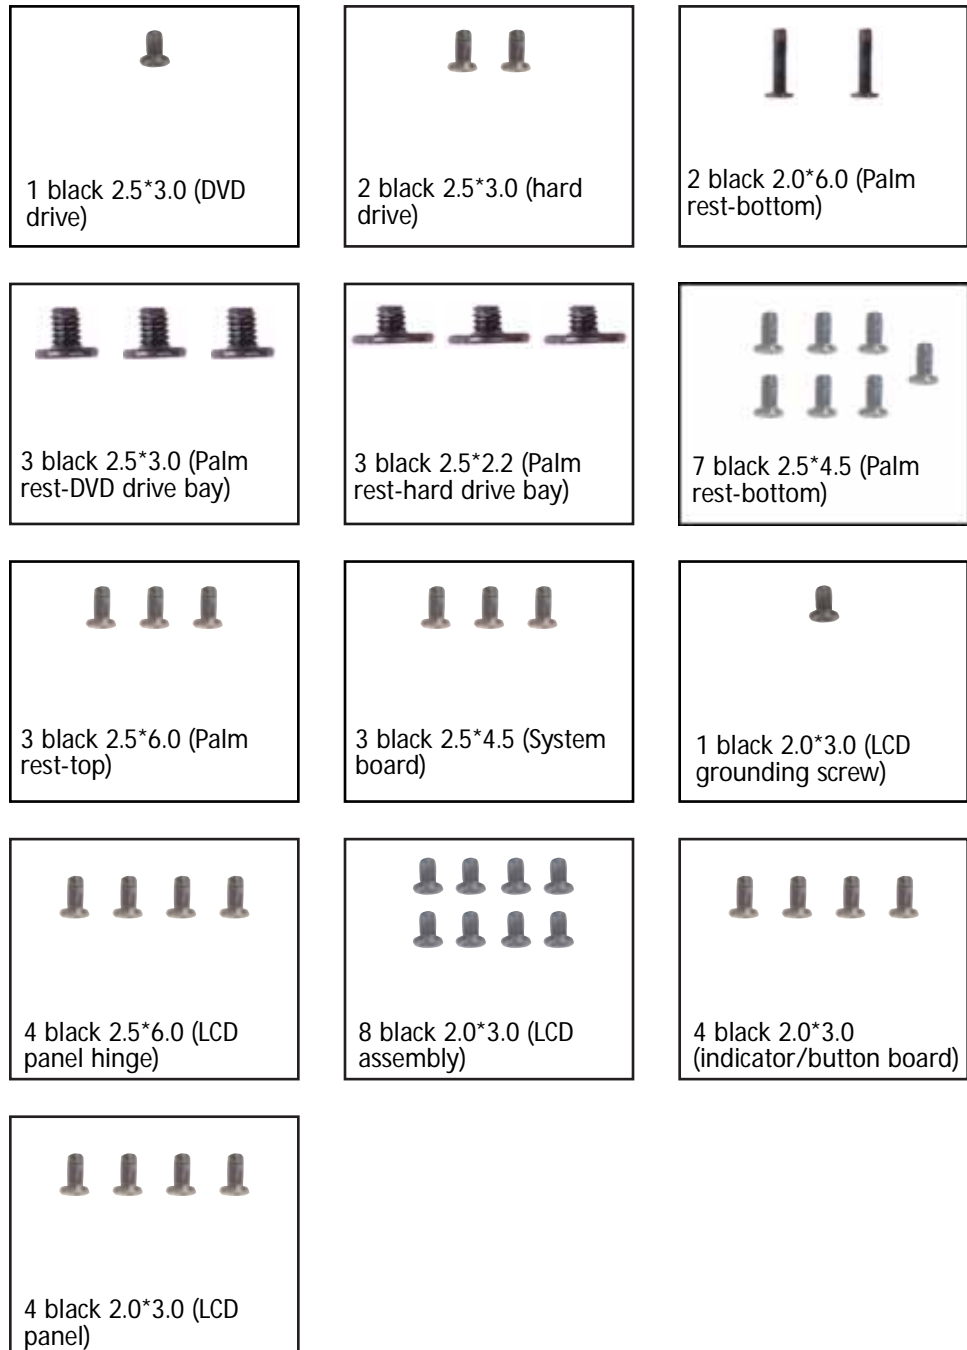 1 black 2.5*3.0 (DVD
drive)
2 black 2.5*3.0 (hard
drive)
2 black 2.0*6.0 (Palm
rest-bottom)
3 black 2.5*3.0 (Palm
rest-DVD drive bay)
3 black 2.5*2.2 (Palm
rest-hard drive bay)
7 black 2.5*4.5 (Palm
rest-bottom)
3 black 2.5*6.0 (Palm
rest-top)
3 black 2.5*4.5 (System
board)
1 black 2.0*3.0 (LCD
grounding screw)
4 black 2.5*6.0 (LCD
panel hinge)
8 black 2.0*3.0 (LCD
assembly)
4 black 2.0*3.0
(indicator/button board)
4 black 2.0*3.0 (LCD
panel)